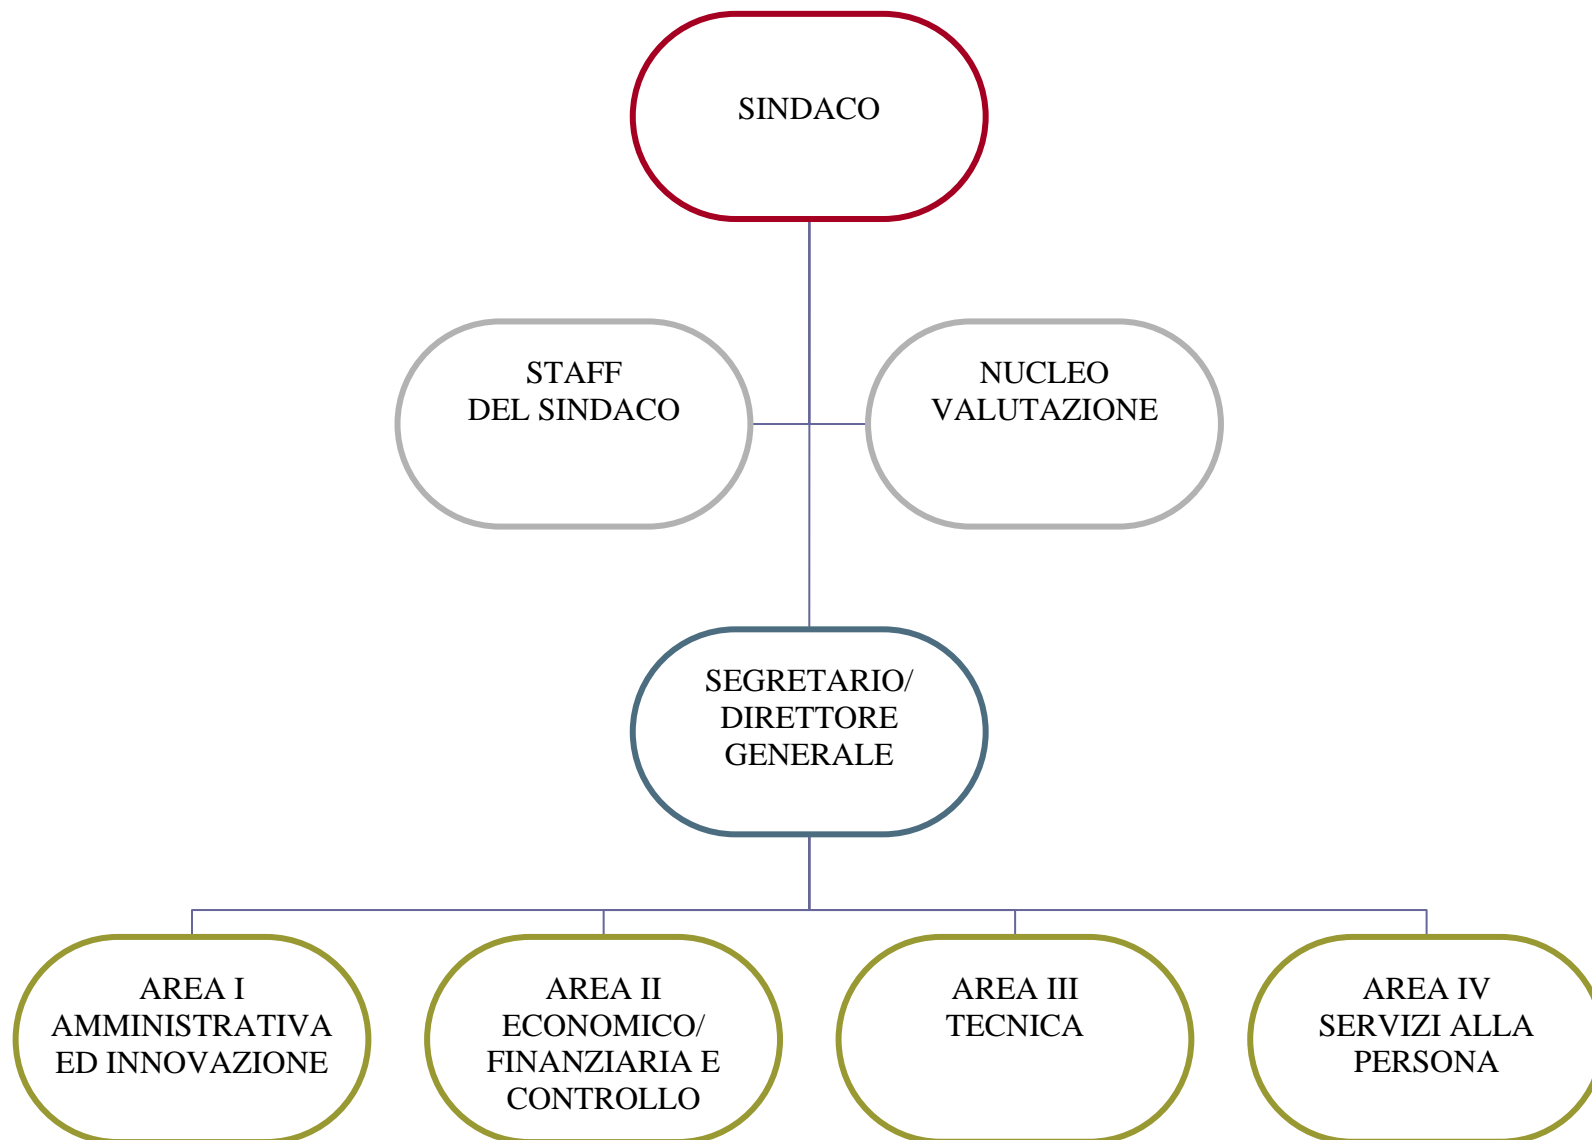 SINDACO
STAFF
DEL SINDACO
NUCLEO
VALUTAZIONE
SEGRETARIO/
DIRETTORE
GENERALE
AREA I
AMMINISTRATIVA
ED INNOVAZIONE
AREA II
ECONOMICO/
FINANZIARIA E
CONTROLLO
AREA III
TECNICA
AREA IV
SERVIZI ALLA
PERSONA